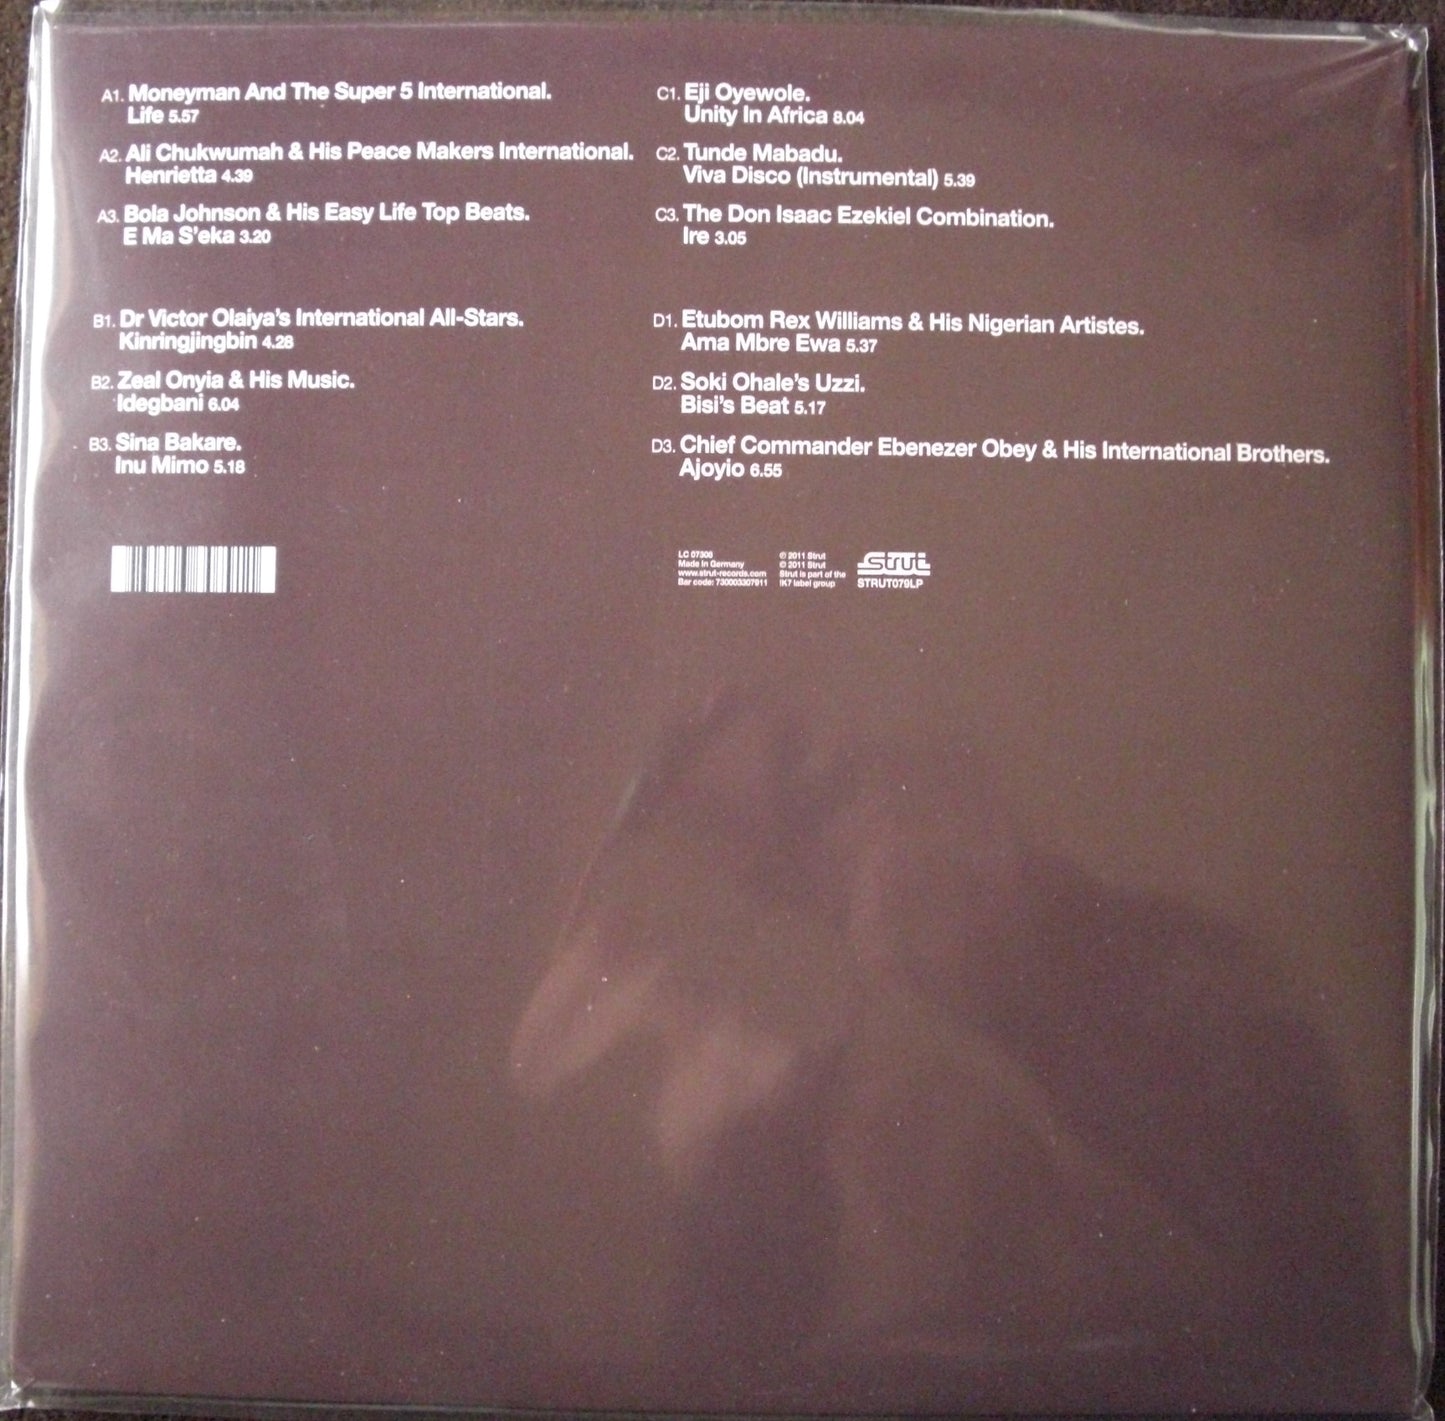 A1. Moneyman And The Super 5 International.
Life 5.57
A2. Ali Chukwumah & His Peace Makers International.
Henrietta 4.39
A3. Bola Johnson & His Easy Life Top Beats.
E Ma S'eka 3.20
B1. Dr Victor Olaiya's International All-Stars.
Kinringjingbin 4.28
B2. Zeal Onyia & His Music.
Idegbani 6.04
B3. Sina Bakare.
Inu Mimo 5.18
C1. Eji Oyewole.
Unity In Africa 8.04
C2. Tunde Mabadu.
Viva Disco (Instrumental) 5.39
C3. The Don Isaac Ezekiel Combination.
Ire 3.05
D1. Etubom Rex Williams & His Nigerian Artistes.
Ama Mbre Ewa 5.37
D2. Soki Ohale's Uzzi.
Bisi's Beat 5.17
D3. Chief Commander Ebenezer Obey & His International Brothers.
Ajoyio 6.55
LC 07306
Made in Germany
www.strut-records.com
Bar code: 730003307911
℗ 2011 Strut
© 2011 Strut
Strut is part of the
!K7 label group
Strut
STRUT079LP